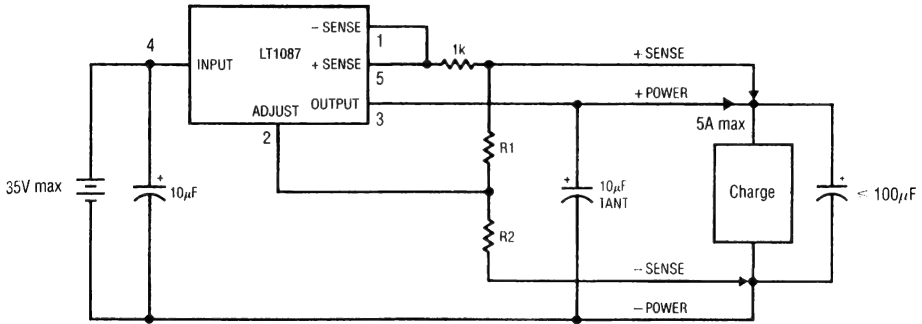 − SENSE
1
4
LT1087
1k
+ SENSE
INPUT
+ SENSE
5
OUTPUT
+ POWER
ADJUST
3
5A max
2
R1
35V max
+
10μF
+
10μF
TANT
Charge
+
≤ 100μF
R2
− SENSE
− POWER